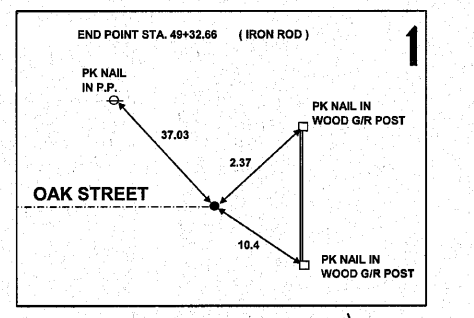 END POINT STA. 49+32.66 ( IRON ROD )
1
PK NAIL
IN P.P.
PK NAIL IN
WOOD G/R POST
37.03
2.37
OAK STREET
10.4
PK NAIL IN
WOOD G/R POST